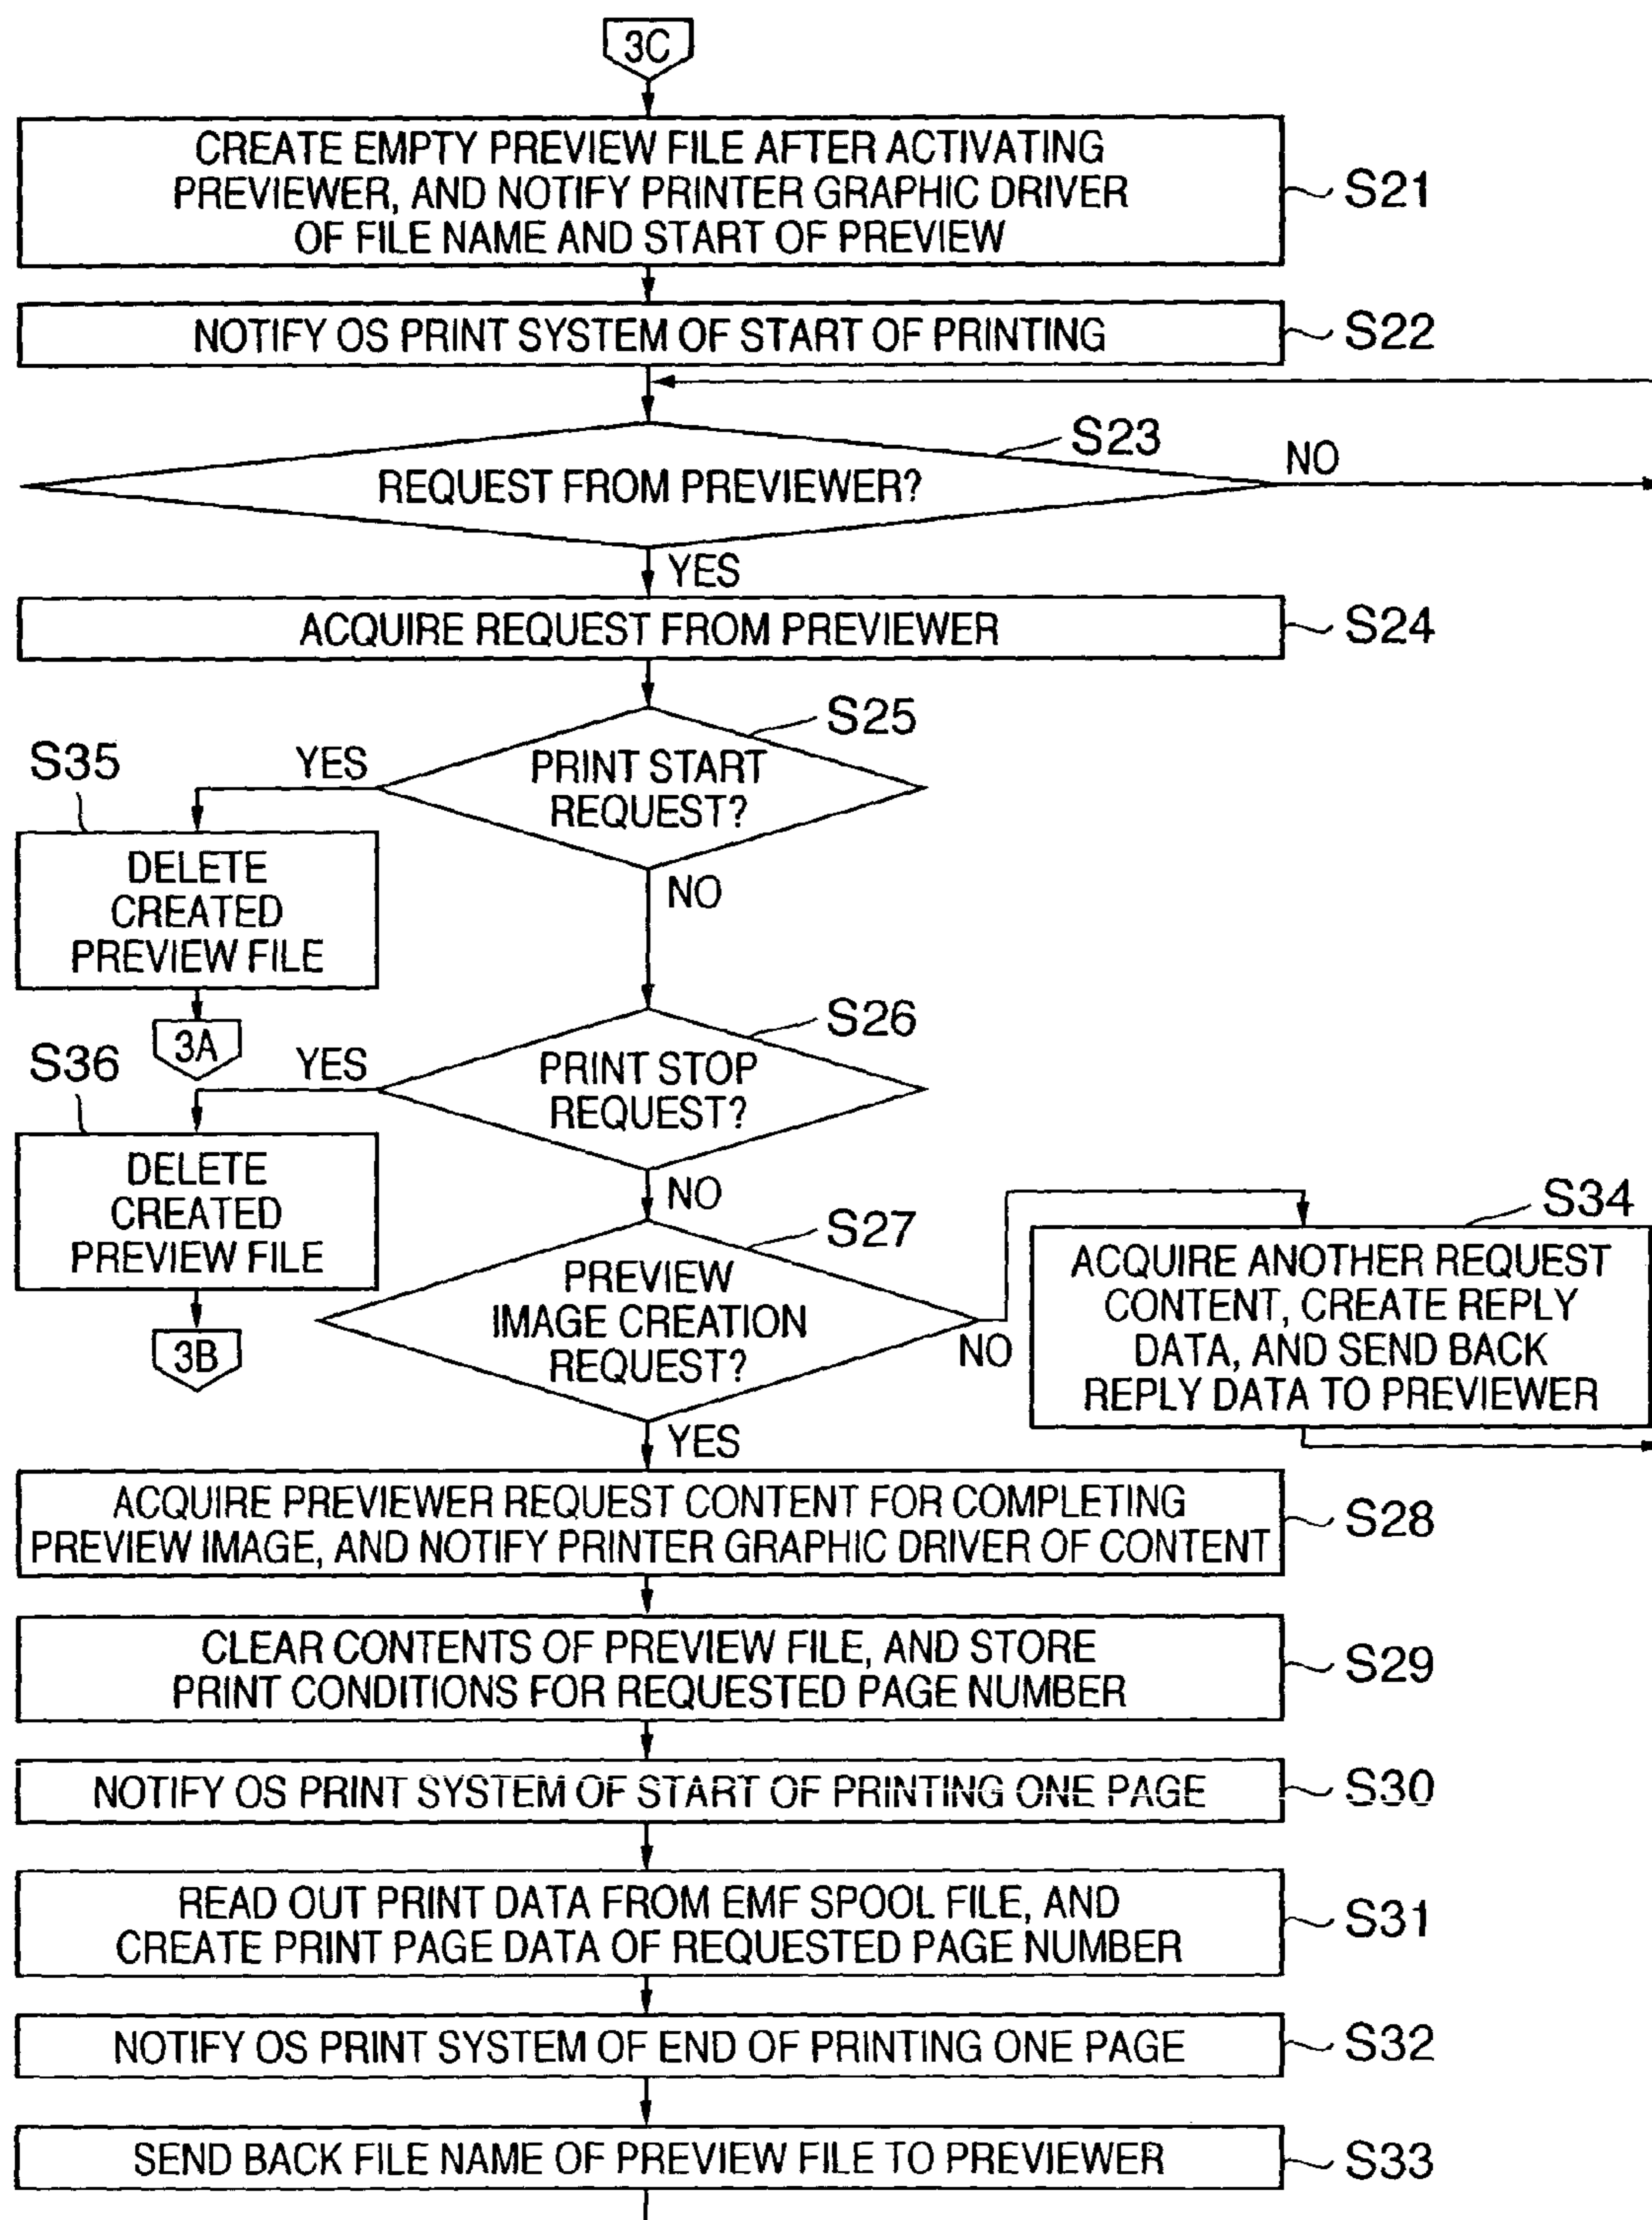 3C
CREATE EMPTY PREVIEW FILE AFTER ACTIVATING
PREVIEWER, AND NOTIFY PRINTER GRAPHIC DRIVER
OF FILE NAME AND START OF PREVIEW
S21
NOTIFY OS PRINT SYSTEM OF START OF PRINTING
S22
S23
REQUEST FROM PREVIEWER?
NO
YES
ACQUIRE REQUEST FROM PREVIEWER
S24
S25
PRINT START
REQUEST?
YES
S35
NO
DELETE
CREATED
PREVIEW FILE
3A
S26
PRINT STOP
REQUEST?
YES
S36
NO
DELETE
CREATED
PREVIEW FILE
3B
S27
PREVIEW
IMAGE CREATION
REQUEST?
NO
S34
ACQUIRE ANOTHER REQUEST
CONTENT, CREATE REPLY
DATA, AND SEND BACK
REPLY DATA TO PREVIEWER
YES
ACQUIRE PREVIEWER REQUEST CONTENT FOR COMPLETING
PREVIEW IMAGE, AND NOTIFY PRINTER GRAPHIC DRIVER OF CONTENT
S28
CLEAR CONTENTS OF PREVIEW FILE, AND STORE
PRINT CONDITIONS FOR REQUESTED PAGE NUMBER
S29
NOTIFY OS PRINT SYSTEM OF START OF PRINTING ONE PAGE
S30
READ OUT PRINT DATA FROM EMF SPOOL FILE, AND
CREATE PRINT PAGE DATA OF REQUESTED PAGE NUMBER
S31
NOTIFY OS PRINT SYSTEM OF END OF PRINTING ONE PAGE
S32
SEND BACK FILE NAME OF PREVIEW FILE TO PREVIEWER
S33